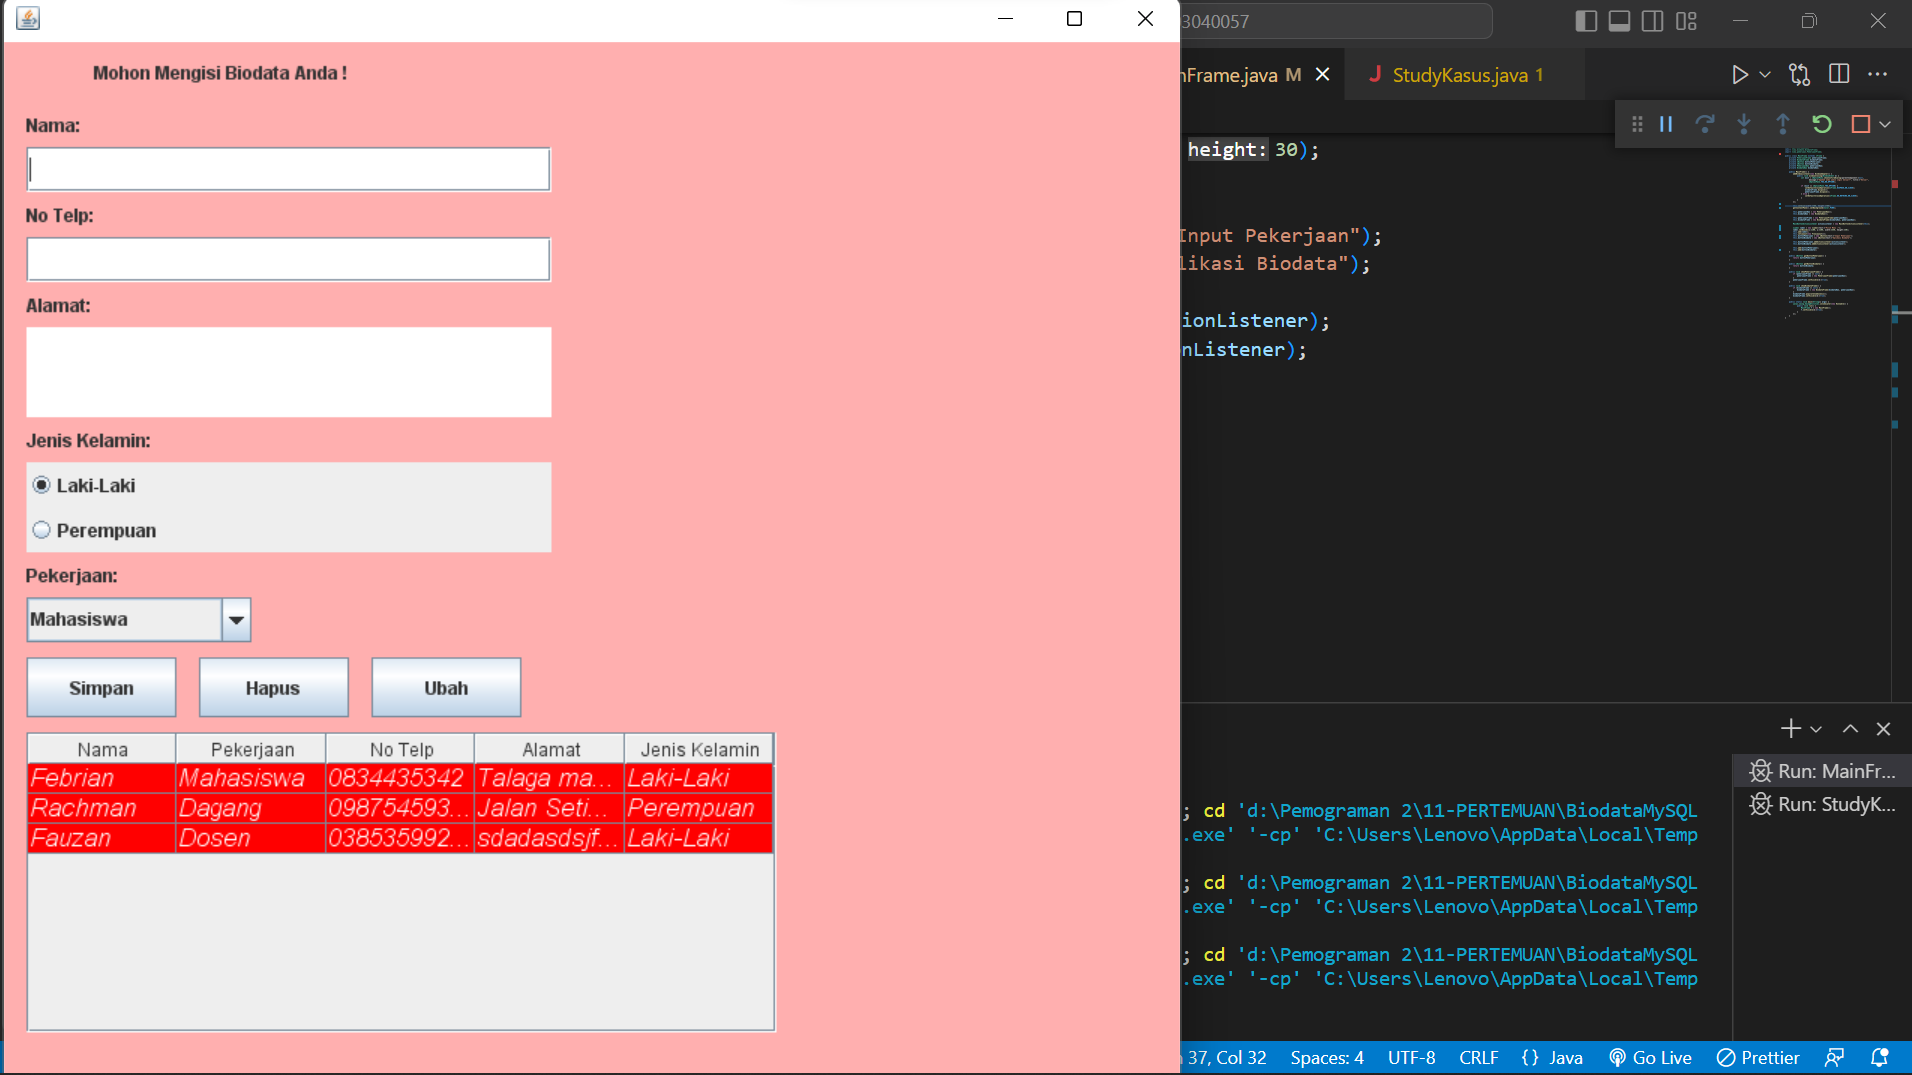 Mohon Mengisi Biodata Anda !
Nama:
No Telp:
Alamat:
Jenis Kelamin:
Laki-Laki
Perempuan
Pekerjaan:
Mahasiswa
Simpan Hapus Ubah
Nama Pekerjaan No Telp Alamat Jenis Kelamin
Febrian Mahasiswa 0834435342 Talaga ma... Laki-Laki
Rachman Dagang 098754593... Jalan Seti... Perempuan
Fauzan Dosen 038535992... sdadasdsjf... Laki-Laki
3040057
nFrame.java M
J StudyKasus.java 1
height: 30);
Input Pekerjaan");
likasi Biodata");
ionListener);
nListener);
Run: MainFr...
Run: StudyK...
; cd 'd:\Pemograman 2\11-PERTEMUAN\BiodataMySQL
.exe' '-cp' 'C:\Users\Lenovo\AppData\Local\Temp
; cd 'd:\Pemograman 2\11-PERTEMUAN\BiodataMySQL
.exe' '-cp' 'C:\Users\Lenovo\AppData\Local\Temp
; cd 'd:\Pemograman 2\11-PERTEMUAN\BiodataMySQL
.exe' '-cp' 'C:\Users\Lenovo\AppData\Local\Temp
37, Col 32 Spaces: 4 UTF-8 CRLF {} Java Go Live Prettier